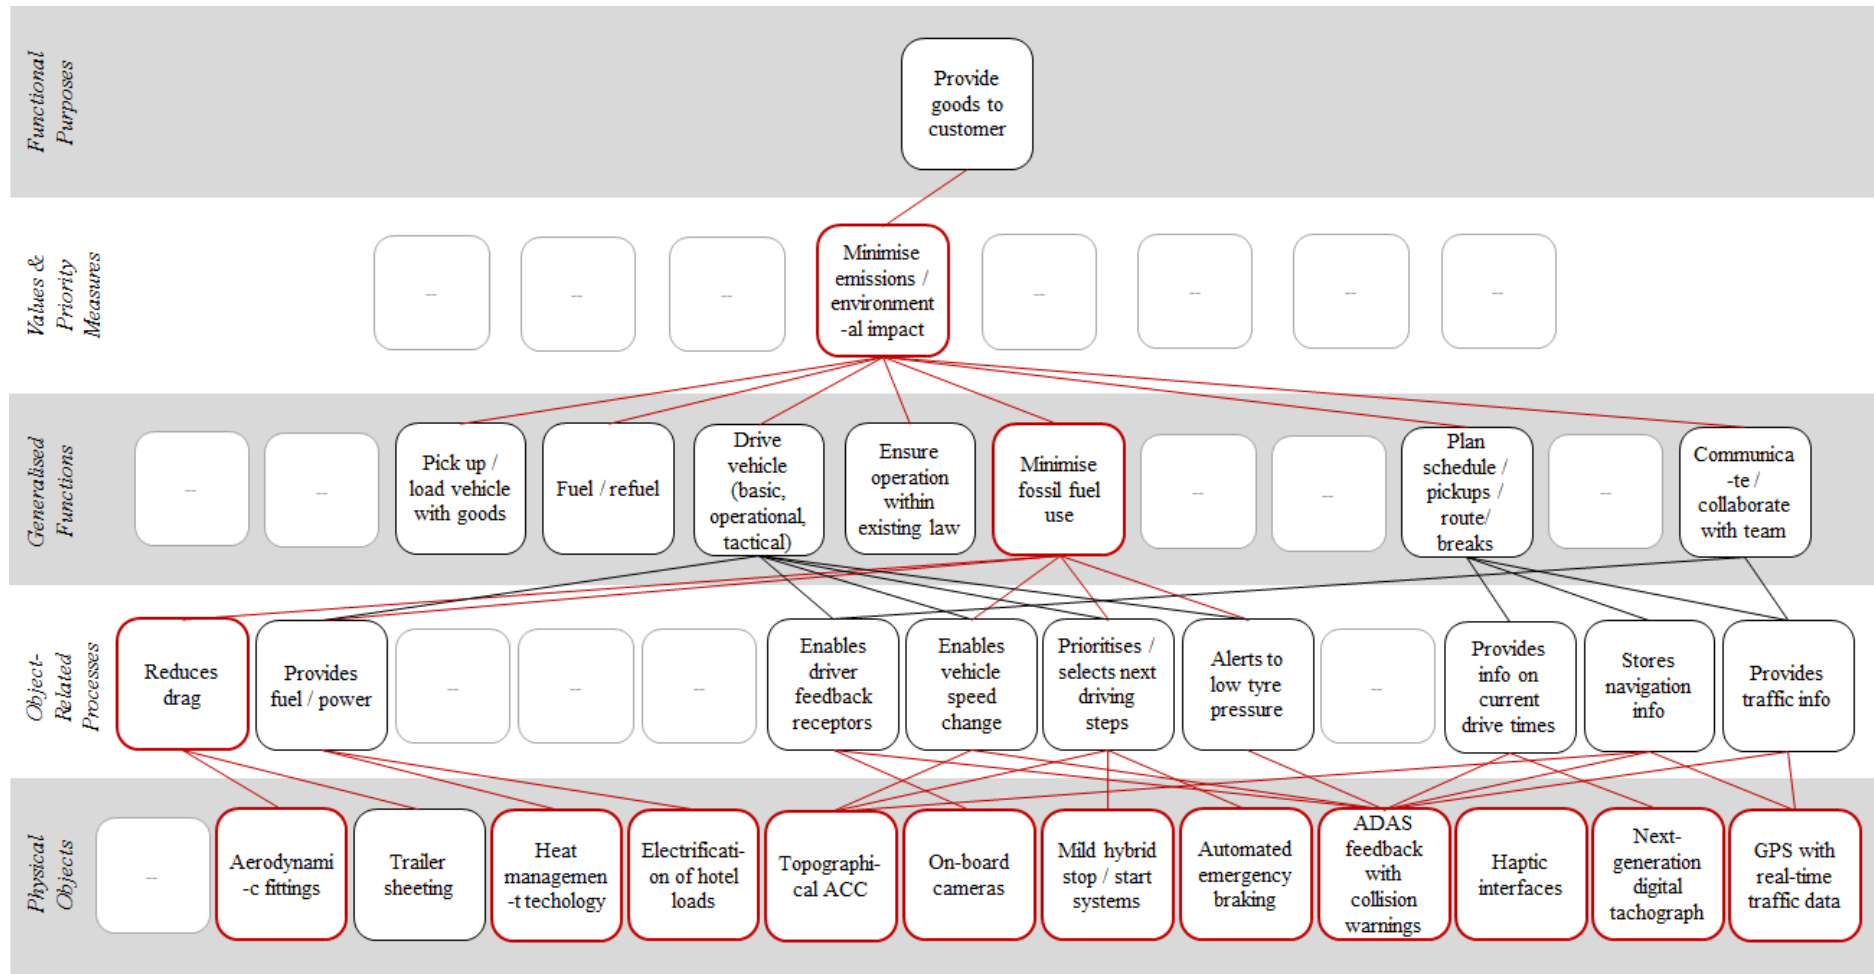 Functional
Purposes
Provide
goods to
customer
Values &
Priority
Measures
--
--
--
Minimise
emissions /
environment
-al impact
--
--
--
--
Generalised
Functions
--
--
Pick up /
load vehicle
with goods
Fuel / refuel
Drive
vehicle
(basic,
operational,
tactical)
Ensure
operation
within
existing law
Minimise
fossil fuel
use
--
--
Plan
schedule /
pickups /
route/
breaks
--
Communica
-te /
collaborate
with team
Object-
Related
Processes
Reduces
drag
Provides
fuel / power
--
--
--
Enables
driver
feedback
receptors
Enables
vehicle
speed
change
Prioritises /
selects next
driving
steps
Alerts to
low tyre
pressure
--
Provides
info on
current
drive times
Stores
navigation
info
Provides
traffic info
Physical
Objects
--
Aerodynami
-c fittings
Trailer
sheeting
Heat
managemen
-t techology
Electrificati-
on of hotel
loads
Topographi-
cal ACC
On-board
cameras
Mild hybrid
stop / start
systems
Automated
emergency
braking
ADAS
feedback
with
collision
warnings
Haptic
interfaces
Next-
generation
digital
tachograph
GPS with
real-time
traffic data